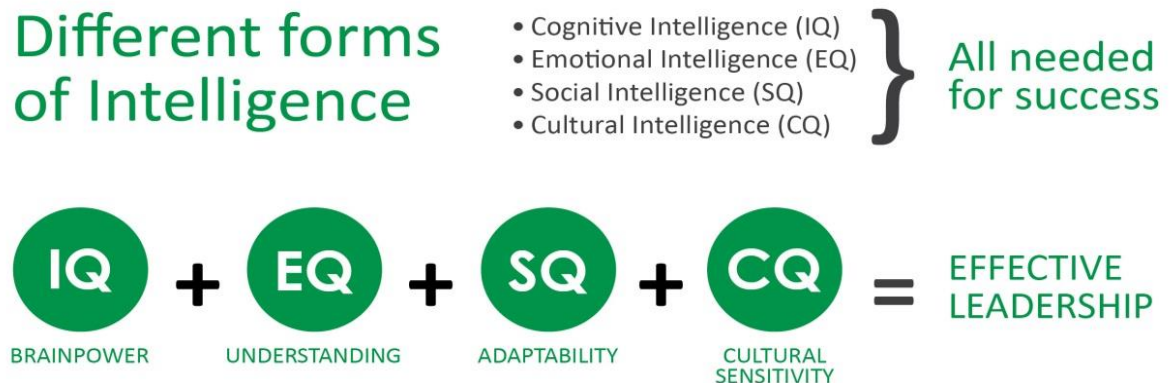 Different forms
of Intelligence
• Cognitive Intelligence (IQ)
• Emotional Intelligence (EQ)
• Social Intelligence (SQ)
• Cultural Intelligence (CQ)
}
All needed
for success
IQ + EQ + SQ + CQ = EFFECTIVE
LEADERSHIP
BRAINPOWER UNDERSTANDING ADAPTABILITY CULTURAL
SENSITIVITY